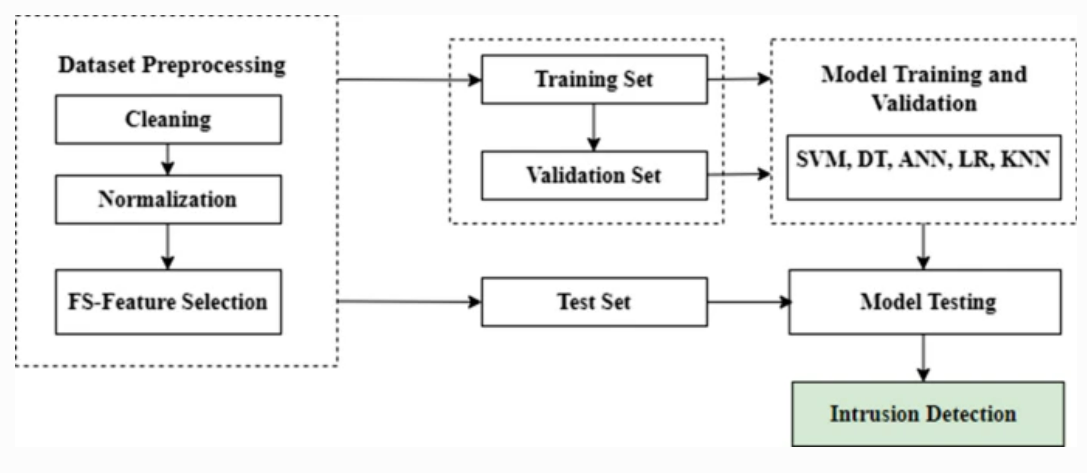 Dataset Preprocessing
Cleaning
Normalization
FS-Feature Selection
Training Set
Validation Set
Test Set
Model Training and
Validation
SVM, DT, ANN, LR, KNN
Model Testing
Intrusion Detection